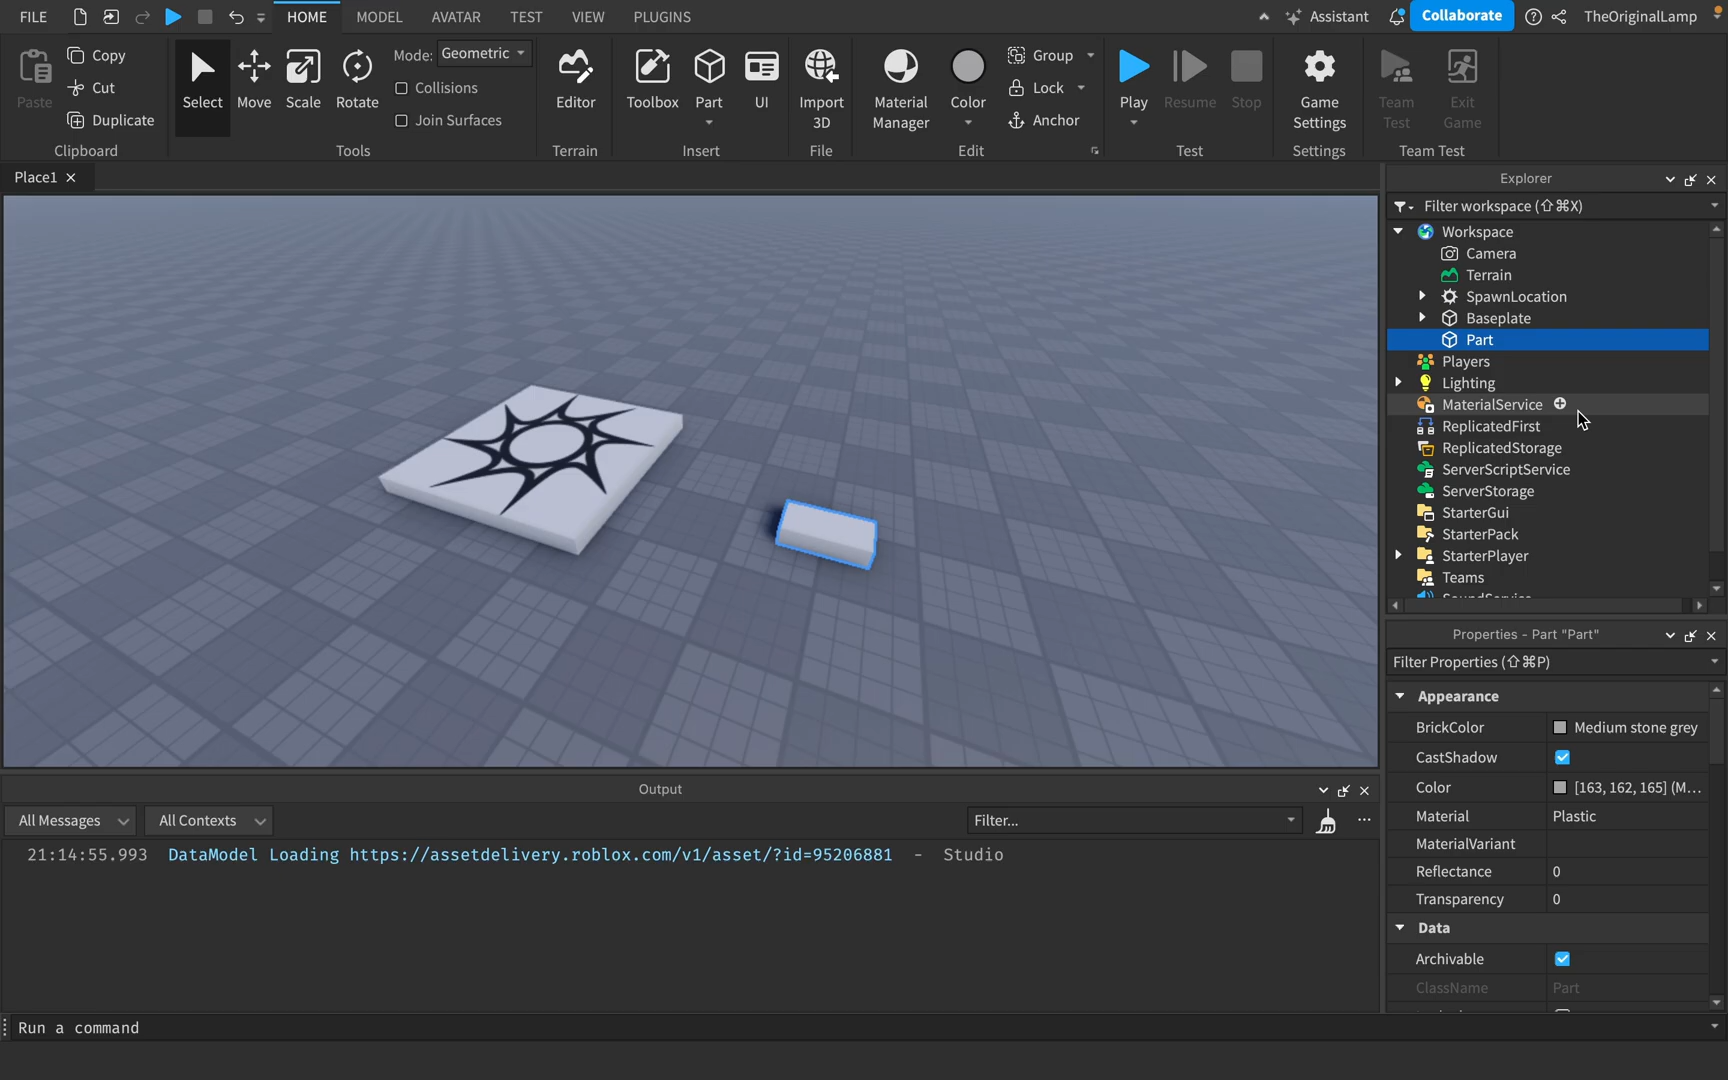 FILE HOME MODEL AVATAR TEST VIEW PLUGINS Assistant Collaborate TheOriginalLamp
Paste Copy Cut Duplicate
Clipboard
Select Move Scale Rotate
Mode: Geometric
Collisions
Join Surfaces
Tools
Editor
Terrain
Toolbox Part UI
Insert
Import
3D
File
Material
Manager
Color
Group
Lock
Anchor
Edit
Play Resume Stop
Test
Game
Settings
Settings
Team
Test
Exit
Game
Team Test
Place1
Explorer
Filter workspace (⇧⌘X)
Workspace
Camera
Terrain
SpawnLocation
Baseplate
Part
Players
Lighting
MaterialService
ReplicatedFirst
ReplicatedStorage
ServerScriptService
ServerStorage
StarterGui
StarterPack
StarterPlayer
Teams
SoundService
Properties - Part "Part"
Filter Properties (⇧⌘P)
Appearance
BrickColor Medium stone grey
CastShadow
Color [163, 162, 165] (M...
Material Plastic
MaterialVariant
Reflectance 0
Transparency 0
Data
Archivable
ClassName Part
Output
All Messages All Contexts Filter...
21:14:55.993 DataModel Loading https://assetdelivery.roblox.com/v1/asset/?id=95206881 - Studio
Run a command